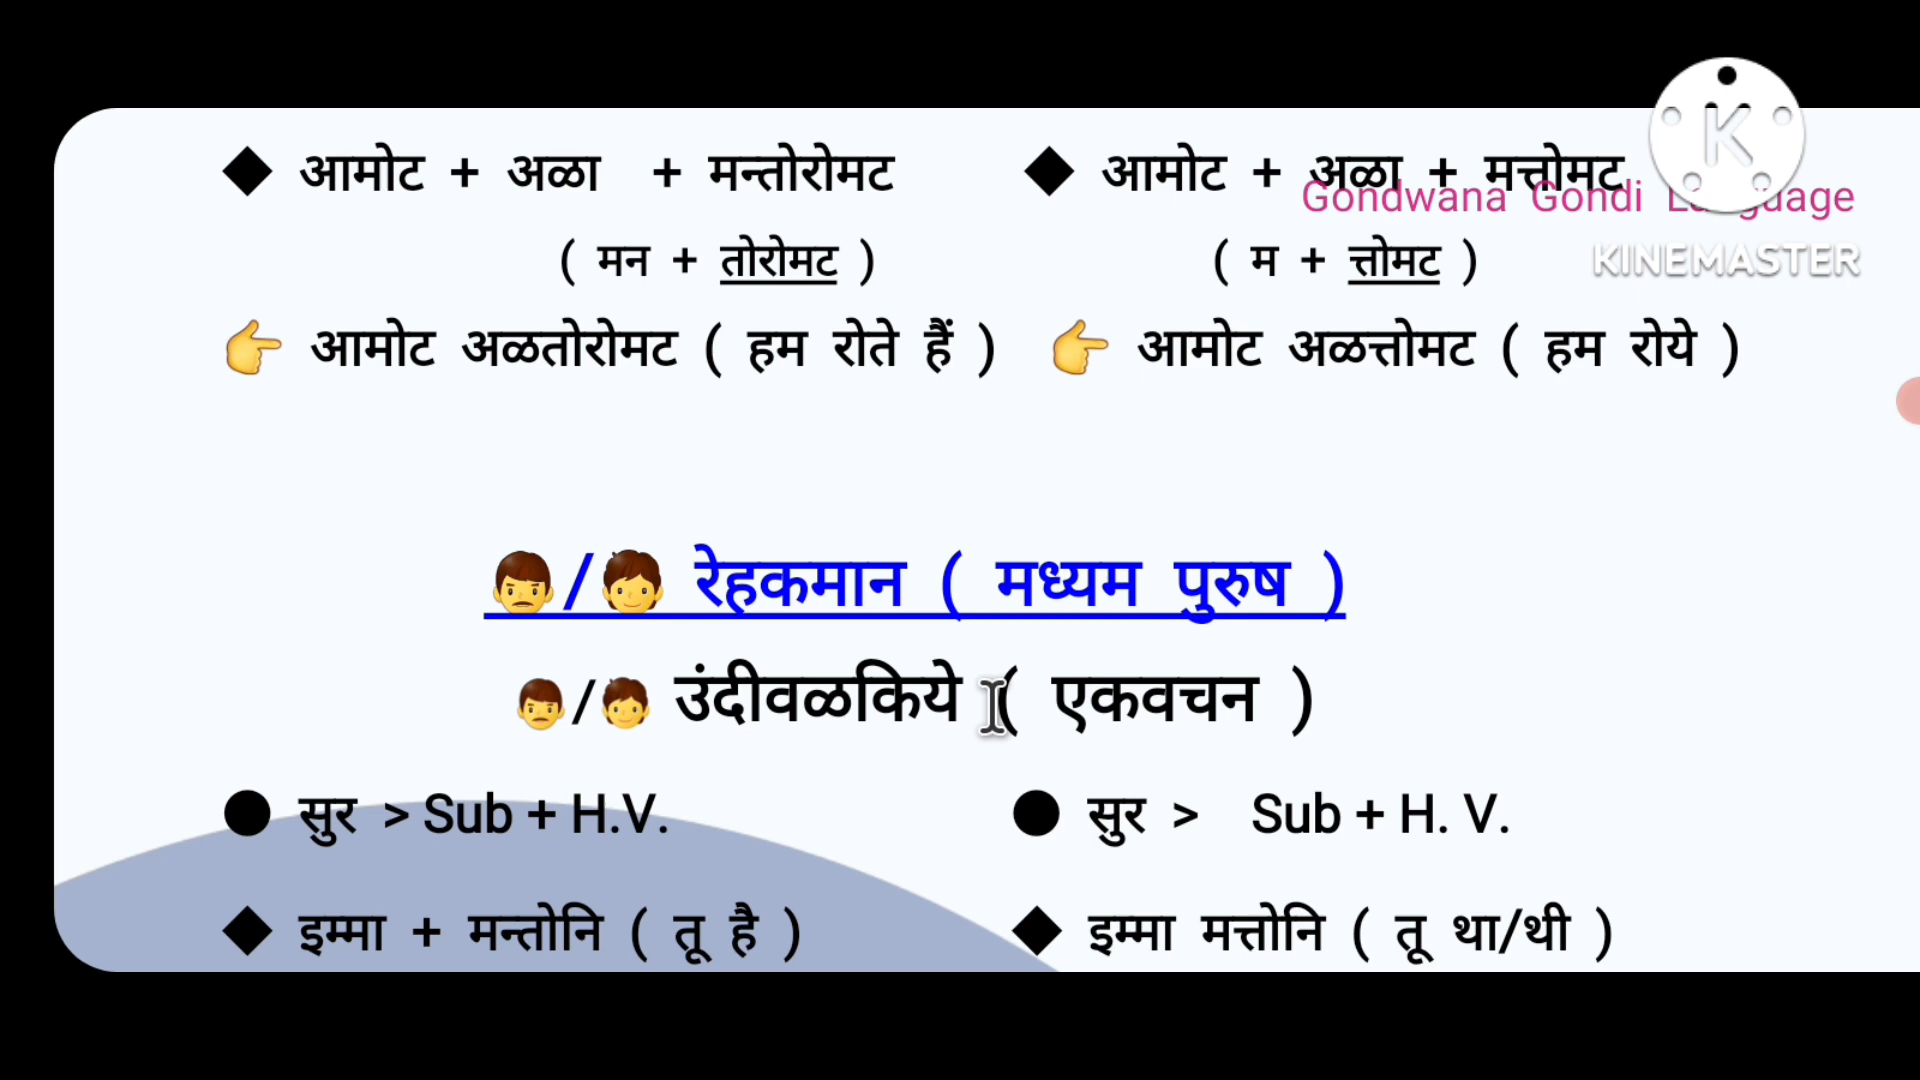 ◆ आमोट + अळा + मन्तोरोमट ◆ आमोट + अळा + मत्तोमट
Gondwana Gondi Language
( मन + तोरोमट ) ( म + त्तोमट )
KINEMASTER
👉 आमोट अळतोरोमट ( हम रोते हैं ) 👉 आमोट अळत्तोमट ( हम रोये )
👨/🧑 रेहकमान ( मध्यम पुरुष )
👨/🧑 उंदीवळकिये ( एकवचन )
● सुर > Sub + H.V. ● सुर > Sub + H. V.
◆ इम्मा + मन्तोनि ( तू है ) ◆ इम्मा मत्तोनि ( तू था/थी )